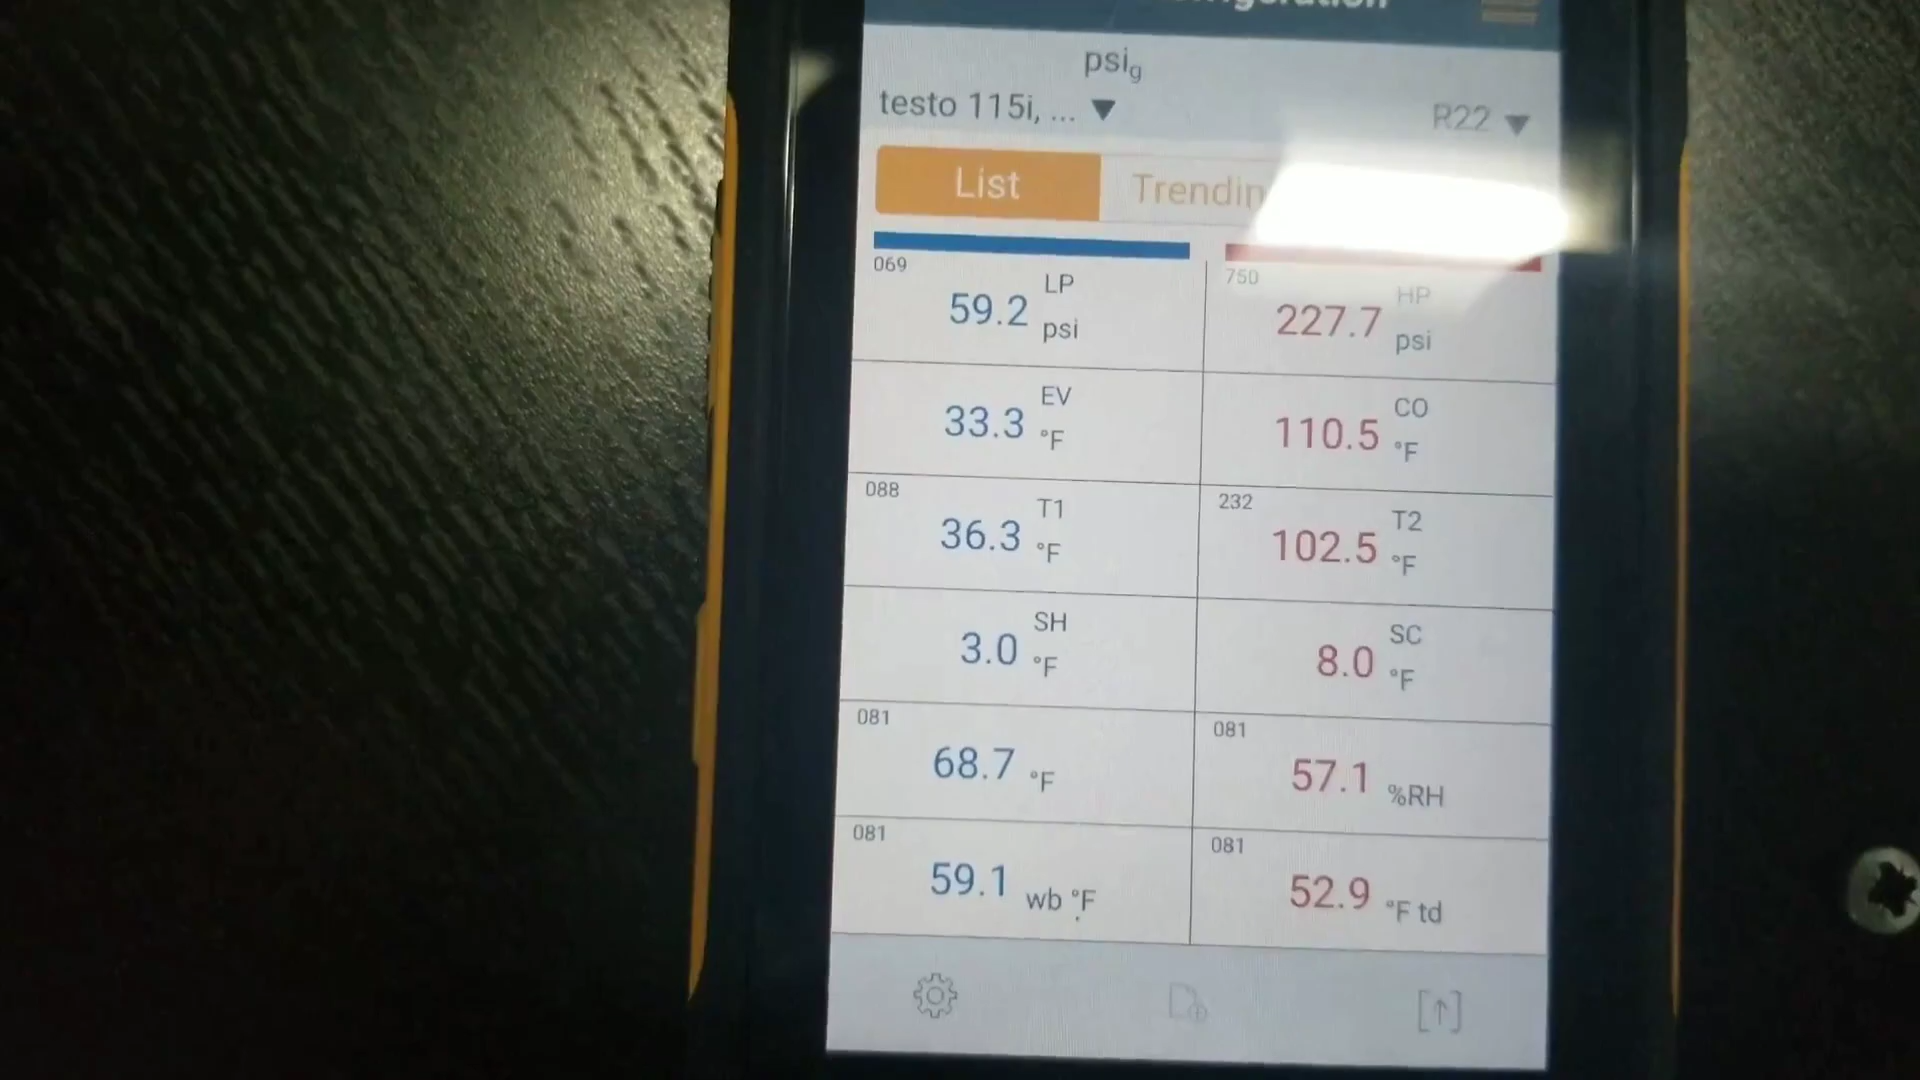 psig
testo 115i, ... R22
List Trendin
069 59.2 LP psi
750 227.7 HP psi
33.3 EV °F
110.5 CO °F
088 36.3 T1 °F
232 102.5 T2 °F
3.0 SH °F
8.0 SC °F
081 68.7 °F
081 57.1 %RH
081 59.1 wb °F
081 52.9 °F td